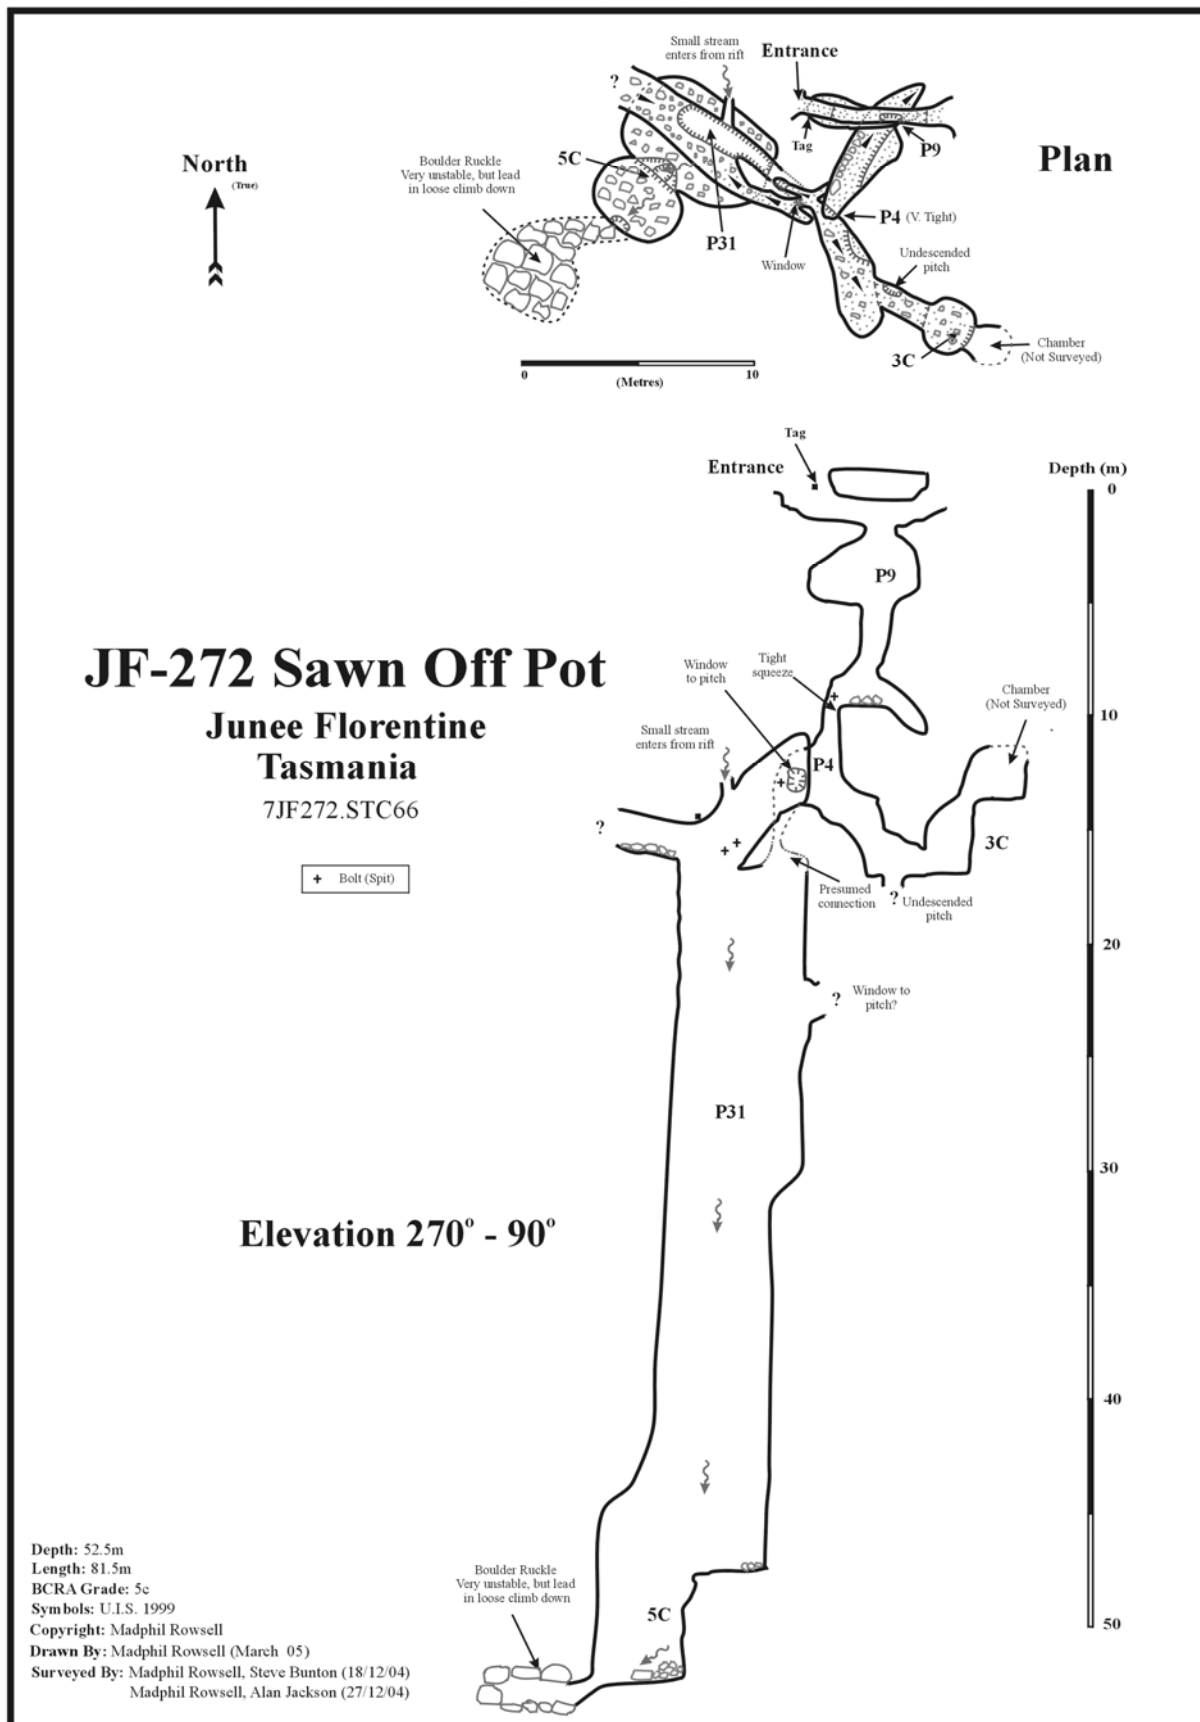 Small stream
enters from rift
Entrance
?
Tag
P9
Plan
North
(True)
Boulder Ruckle
Very unstable, but lead
in loose climb down
5C
P31
Window
P4 (V. Tight)
Undescended
pitch
3C
Chamber
(Not Surveyed)
0
10
(Metres)
Tag
Entrance
Depth (m)
0
P9
JF-272 Sawn Off Pot
Junee Florentine
Tasmania
7JF272.STC66
+ Bolt (Spit)
Window
to pitch
Tight
squeeze
Chamber
(Not Surveyed)
10
Small stream
enters from rift
P4
?
3C
Presumed
connection
? Undescended
pitch
20
? Window to
pitch?
P31
30
Elevation 270° - 90°
40
Boulder Ruckle
Very unstable, but lead
in loose climb down
5C
50
Depth: 52.5m
Length: 81.5m
BCRA Grade: 5c
Symbols: U.I.S. 1999
Copyright: Madphil Rowsell
Drawn By: Madphil Rowsell (March 05)
Surveyed By: Madphil Rowsell, Steve Bunton (18/12/04)
Madphil Rowsell, Alan Jackson (27/12/04)